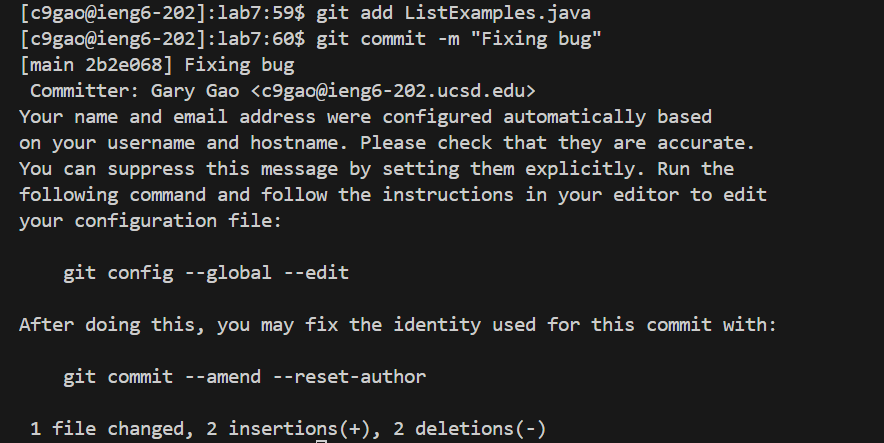 [c9gao@ieng6-202]:lab7:59$ git add ListExamples.java
[c9gao@ieng6-202]:lab7:60$ git commit -m "Fixing bug"
[main 2b2e068] Fixing bug
 Committer: Gary Gao <c9gao@ieng6-202.ucsd.edu>
Your name and email address were configured automatically based
on your username and hostname. Please check that they are accurate.
You can suppress this message by setting them explicitly. Run the
following command and follow the instructions in your editor to edit
your configuration file:

    git config --global --edit

After doing this, you may fix the identity used for this commit with:

    git commit --amend --reset-author

 1 file changed, 2 insertions(+), 2 deletions(-)